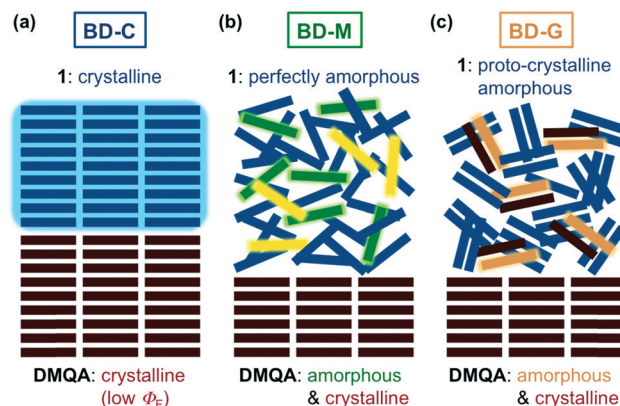 (a)
BD-C
1: crystalline
DMQA: crystalline
(low ΦF)
(b)
BD-M
1: perfectly amorphous
DMQA: amorphous
& crystalline
(c)
BD-G
1: proto-crystalline
amorphous
DMQA: amorphous
& crystalline